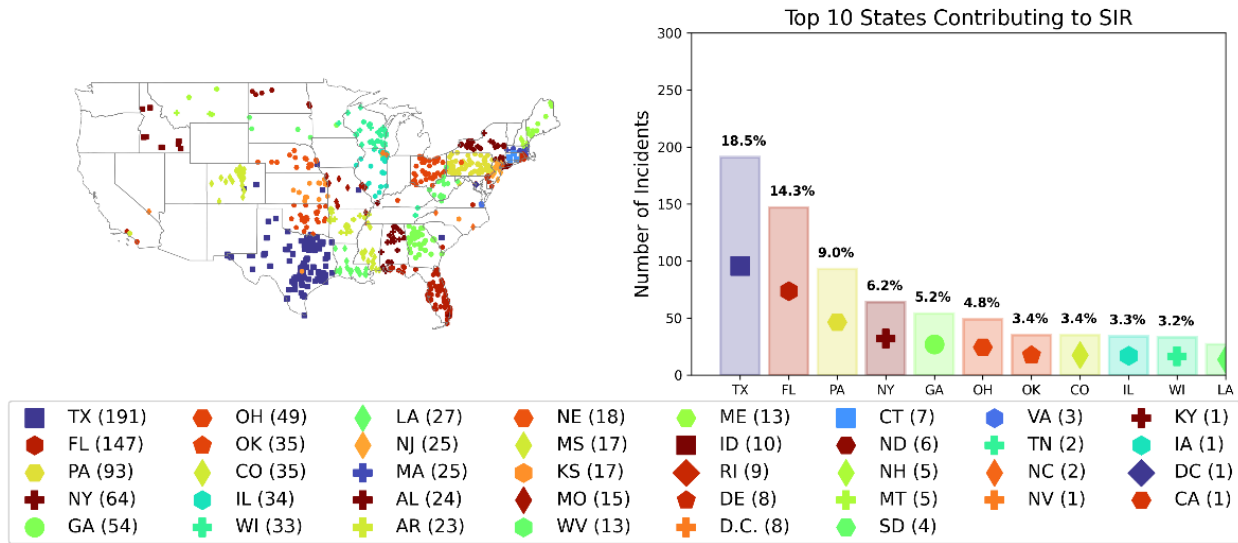 Top 10 States Contributing to SIR
Number of Incidents
300
250
200
150
100
50
0
18.5%
14.3%
9.0%
6.2%
5.2%
4.8%
3.4%
3.4%
3.3%
3.2%
TX FL PA NY GA OH OK CO IL WI LA
TX (191) OH (49) LA (27) NE (18) ME (13) CT (7) VA (3) KY (1)
FL (147) OK (35) NJ (25) MS (17) ID (10) ND (6) TN (2) IA (1)
PA (93) CO (35) MA (25) KS (17) RI (9) NH (5) NC (2) DC (1)
NY (64) IL (34) AL (24) MO (15) DE (8) MT (5) NV (1) CA (1)
GA (54) WI (33) AR (23) WV (13) D.C. (8) SD (4)